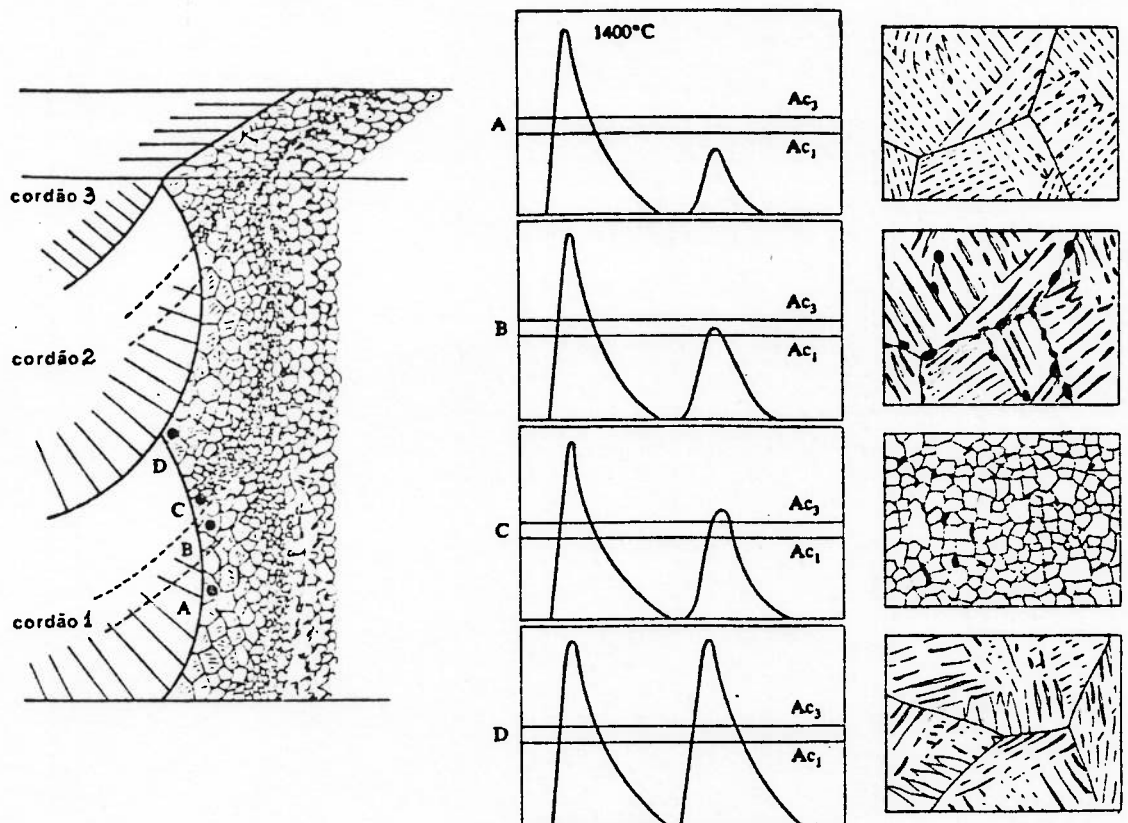 cordão 3
cordão 2
D
C
B
A
cordão 1
1400°C
A
Ac₃
Ac₁
B
Ac₃
Ac₁
C
Ac₃
Ac₁
D
Ac₃
Ac₁